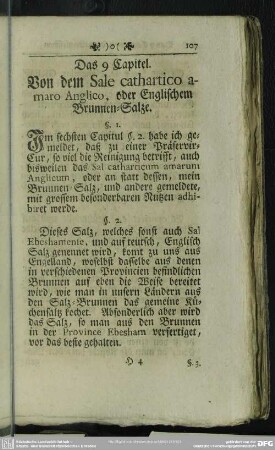 )o( 107
Das 9 Capitel.
Von dem Sale cathartico a-
maro Anglico, oder Englischem
Brunnen-Salze.
§. 1.
Im sechsten Capitul §. 2. habe ich ge-
meldet, daß zu einer Präservir-
Cur, so viel die Reinigung betrifft, auch
bisweilen das Sal catharticum amarum
Anglicum, oder an statt dessen, mein
Brunnen-Salz, und andere gemeldete,
mit grossem besonderbaren Nutzen adhi-
biret werde.
§. 2.
Dieses Salz, welches sonst auch Sal
Ebeshamense, und auf teutsch, Englisch
Salz genennet wird, komt zu uns aus
Engelland, woselbst dasselbe aus denen
in verschiedenen Provincien befindlichen
Brunnen auf eben die Weise bereitet
wird, wie man in unsern Ländern aus
den Salz-Brunnen das gemeine Kü-
chensalz kochet. Absonderlich aber wird
das Salz, so man aus den Brunnen
in der Province Ebesham verfertiget,
vor das beste gehalten.
H 4 §. 3.